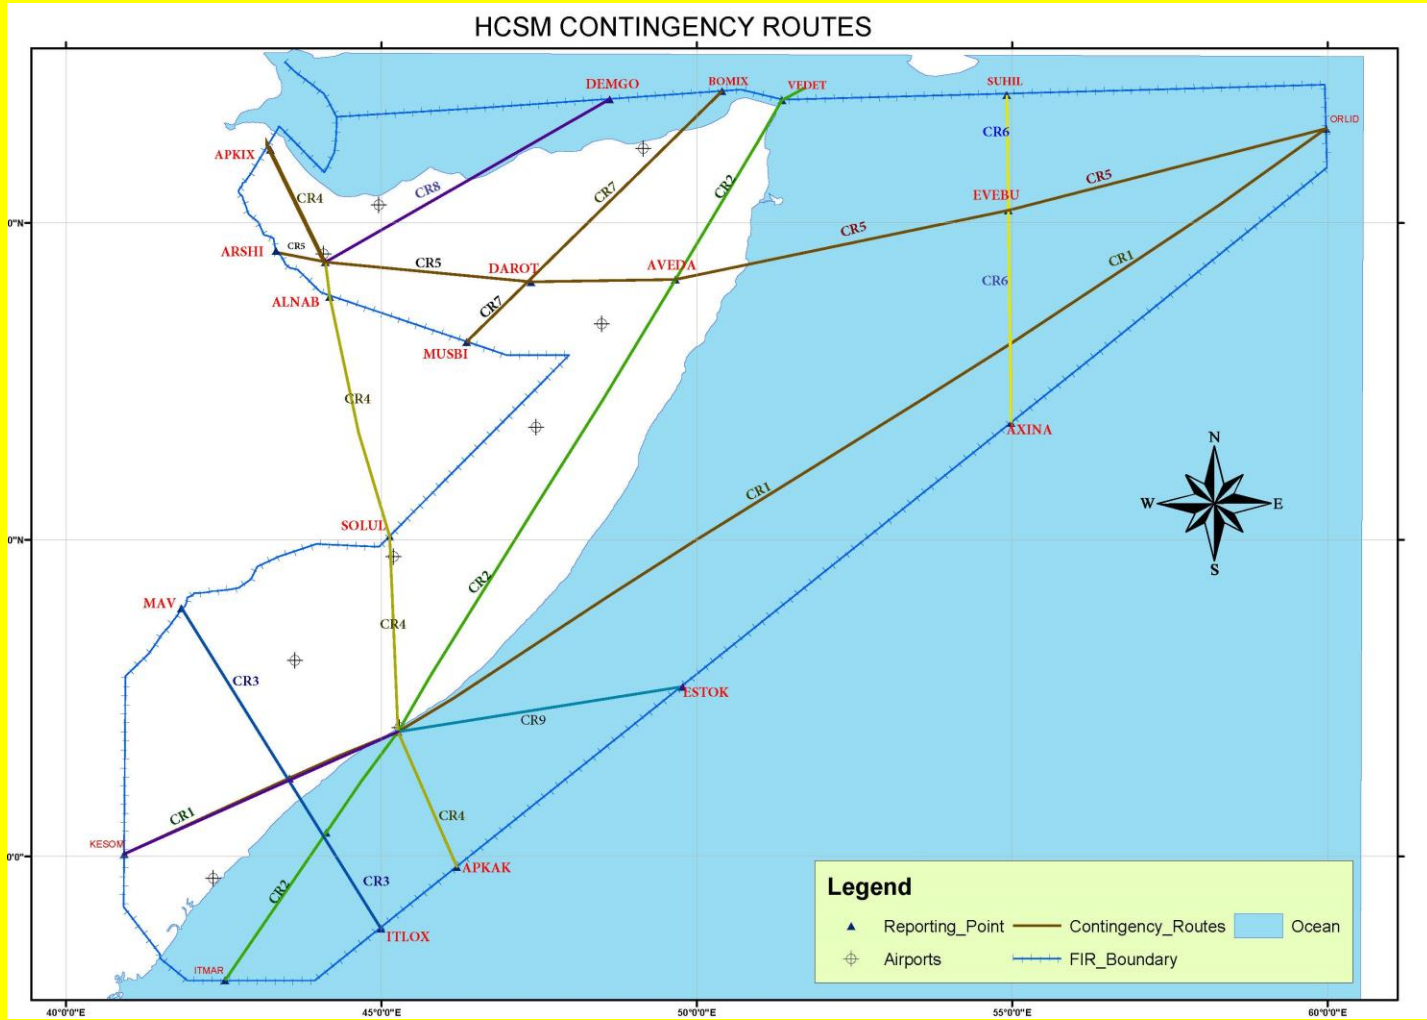 HCSM CONTINGENCY ROUTES
DEMGO
BOMIX
VEDET
SUHIL
ORLID
APKIX
CR6
CR8
CR4
CR7
CR2
CR5
EVEBU
0"N
ARSHI
CR5
CR5
CR5
CR1
DAROT
AVEDA
CR6
ALNAB
CR7
MUSBI
CR4
AXINA
N
W
E
S
CR1
SOLUL
0"N
CR2
MAV
CR4
CR3
ESTOK
CR9
CR1
CR4
KESOM
0'0"
APKAK
CR3
CR2
ITLOX
ITMAR
Legend
Reporting_Point
Contingency_Routes
Ocean
Airports
FIR_Boundary
40°0'0"E
45°0'0"E
50°0'0"E
55°0'0"E
60°0'0"E